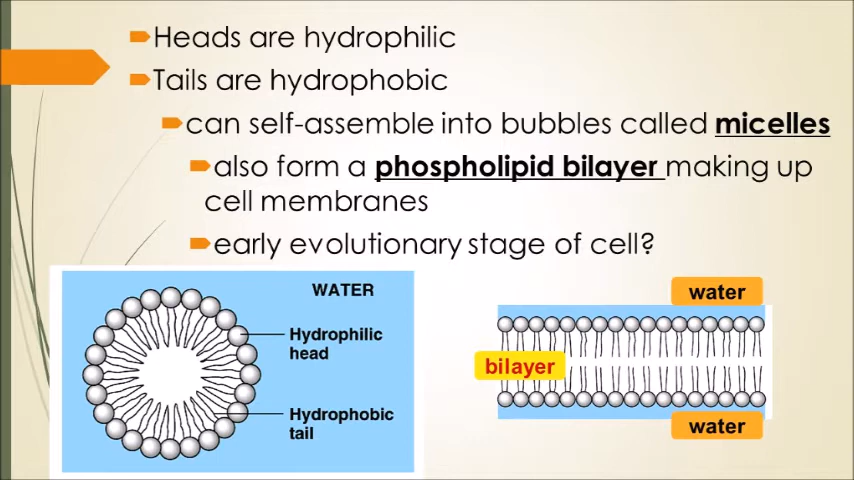 Heads are hydrophilic
Tails are hydrophobic
can self-assemble into bubbles called micelles
also form a phospholipid bilayer making up
cell membranes
early evolutionary stage of cell?
WATER
Hydrophilic
head
Hydrophobic
tail
water
bilayer
water